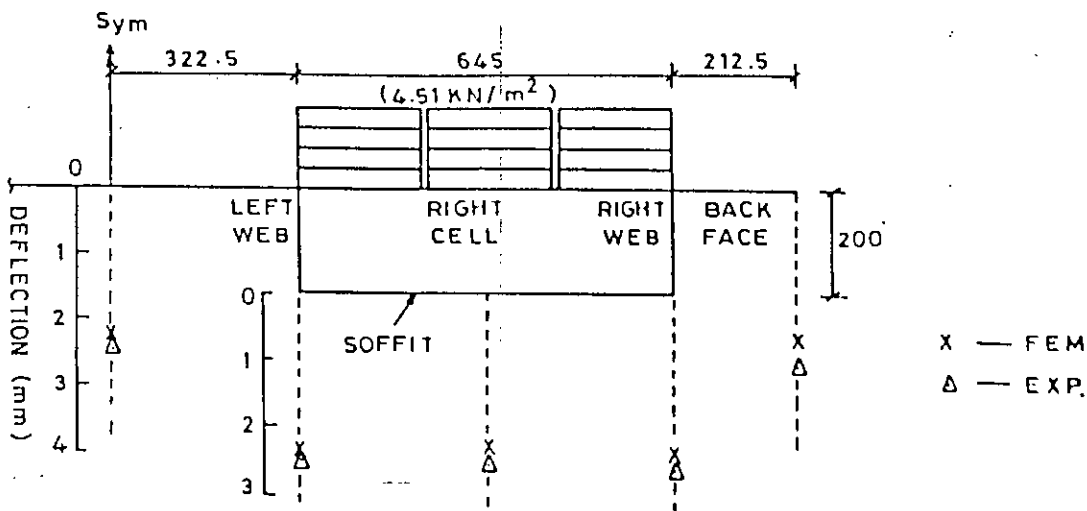 Sym
322.5
645
212.5
(4.51 KN/m²)
0
DEFLECTION (mm)
1
2
3
4
LEFT WEB
RIGHT CELL
RIGHT WEB
BACK FACE
200
0
1
2
3
SOFFIT
X — FEM
Δ — EXP.